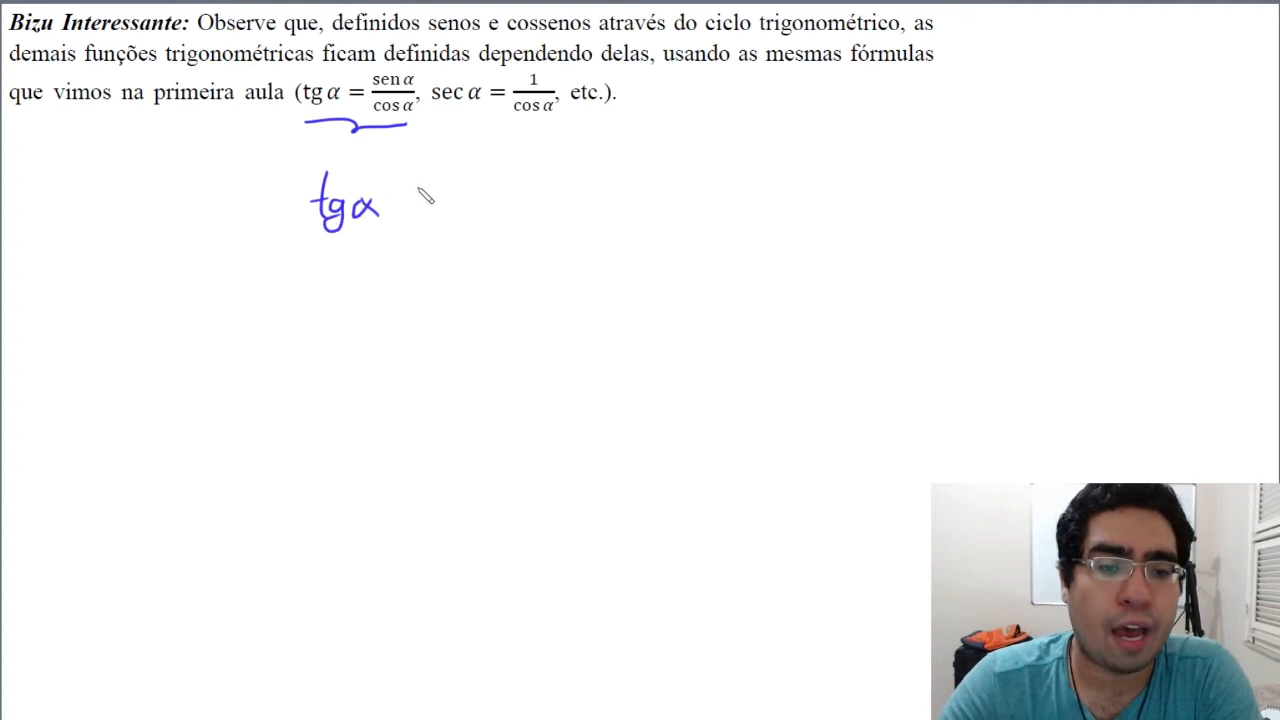 Bizu Interessante: Observe que, definidos senos e cossenos através do ciclo trigonométrico, as
demais funções trigonométricas ficam definidas dependendo delas, usando as mesmas fórmulas
que vimos na primeira aula (tg α = sen α/cos α, sec α = 1/cos α, etc.).
tg α